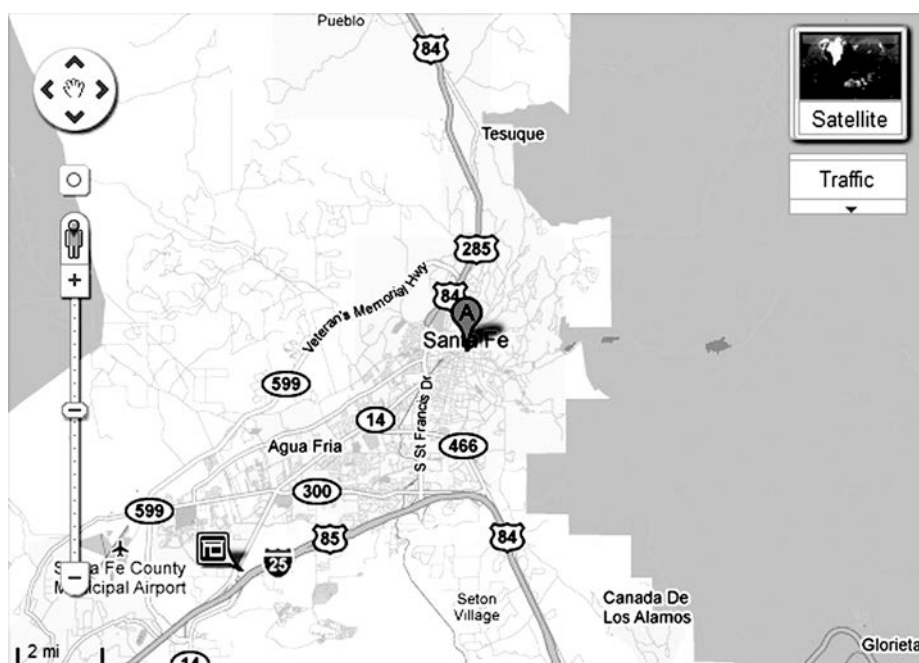 Pueblo
84
Satellite
Tesuque
Traffic
285
Veteran's Memorial Hwy
84
A
Santa Fe
599
14
S St Francis Dr
Agua Fria
466
300
599
85
84
25
Santa Fe County
Municipal Airport
Seton
Village
Canada De
Los Alamos
Glorieta
2 mi
14